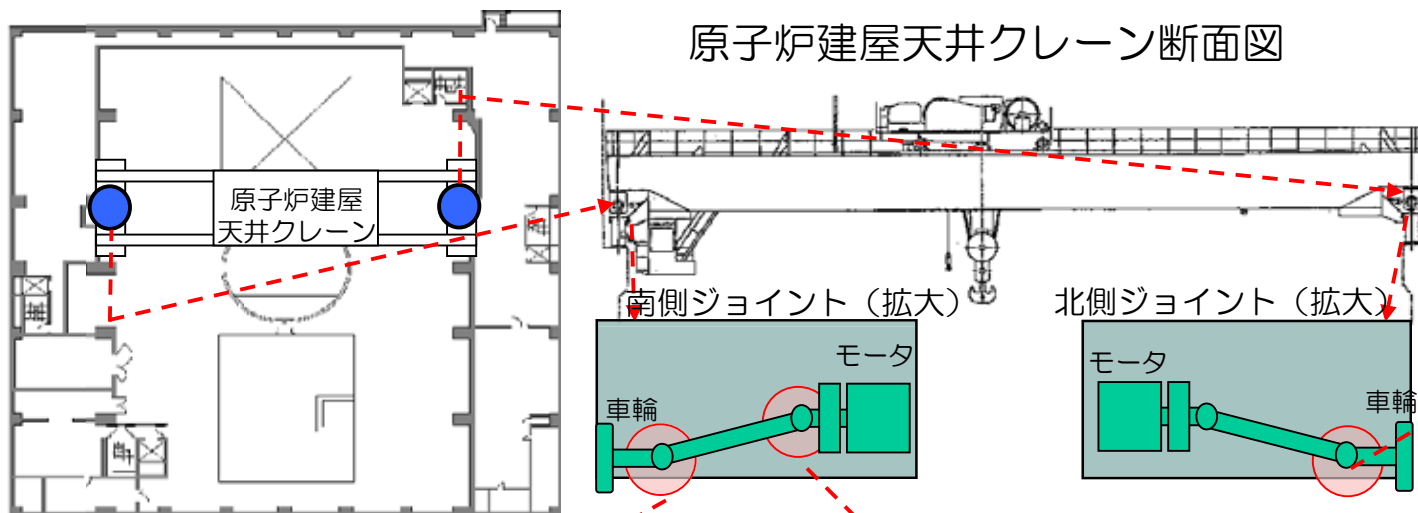 原子炉建屋天井クレーン断面図
原子炉建屋
天井クレーン
南側ジョイント（拡大）
北側ジョイント（拡大）
モータ
モータ
車輪
車輪